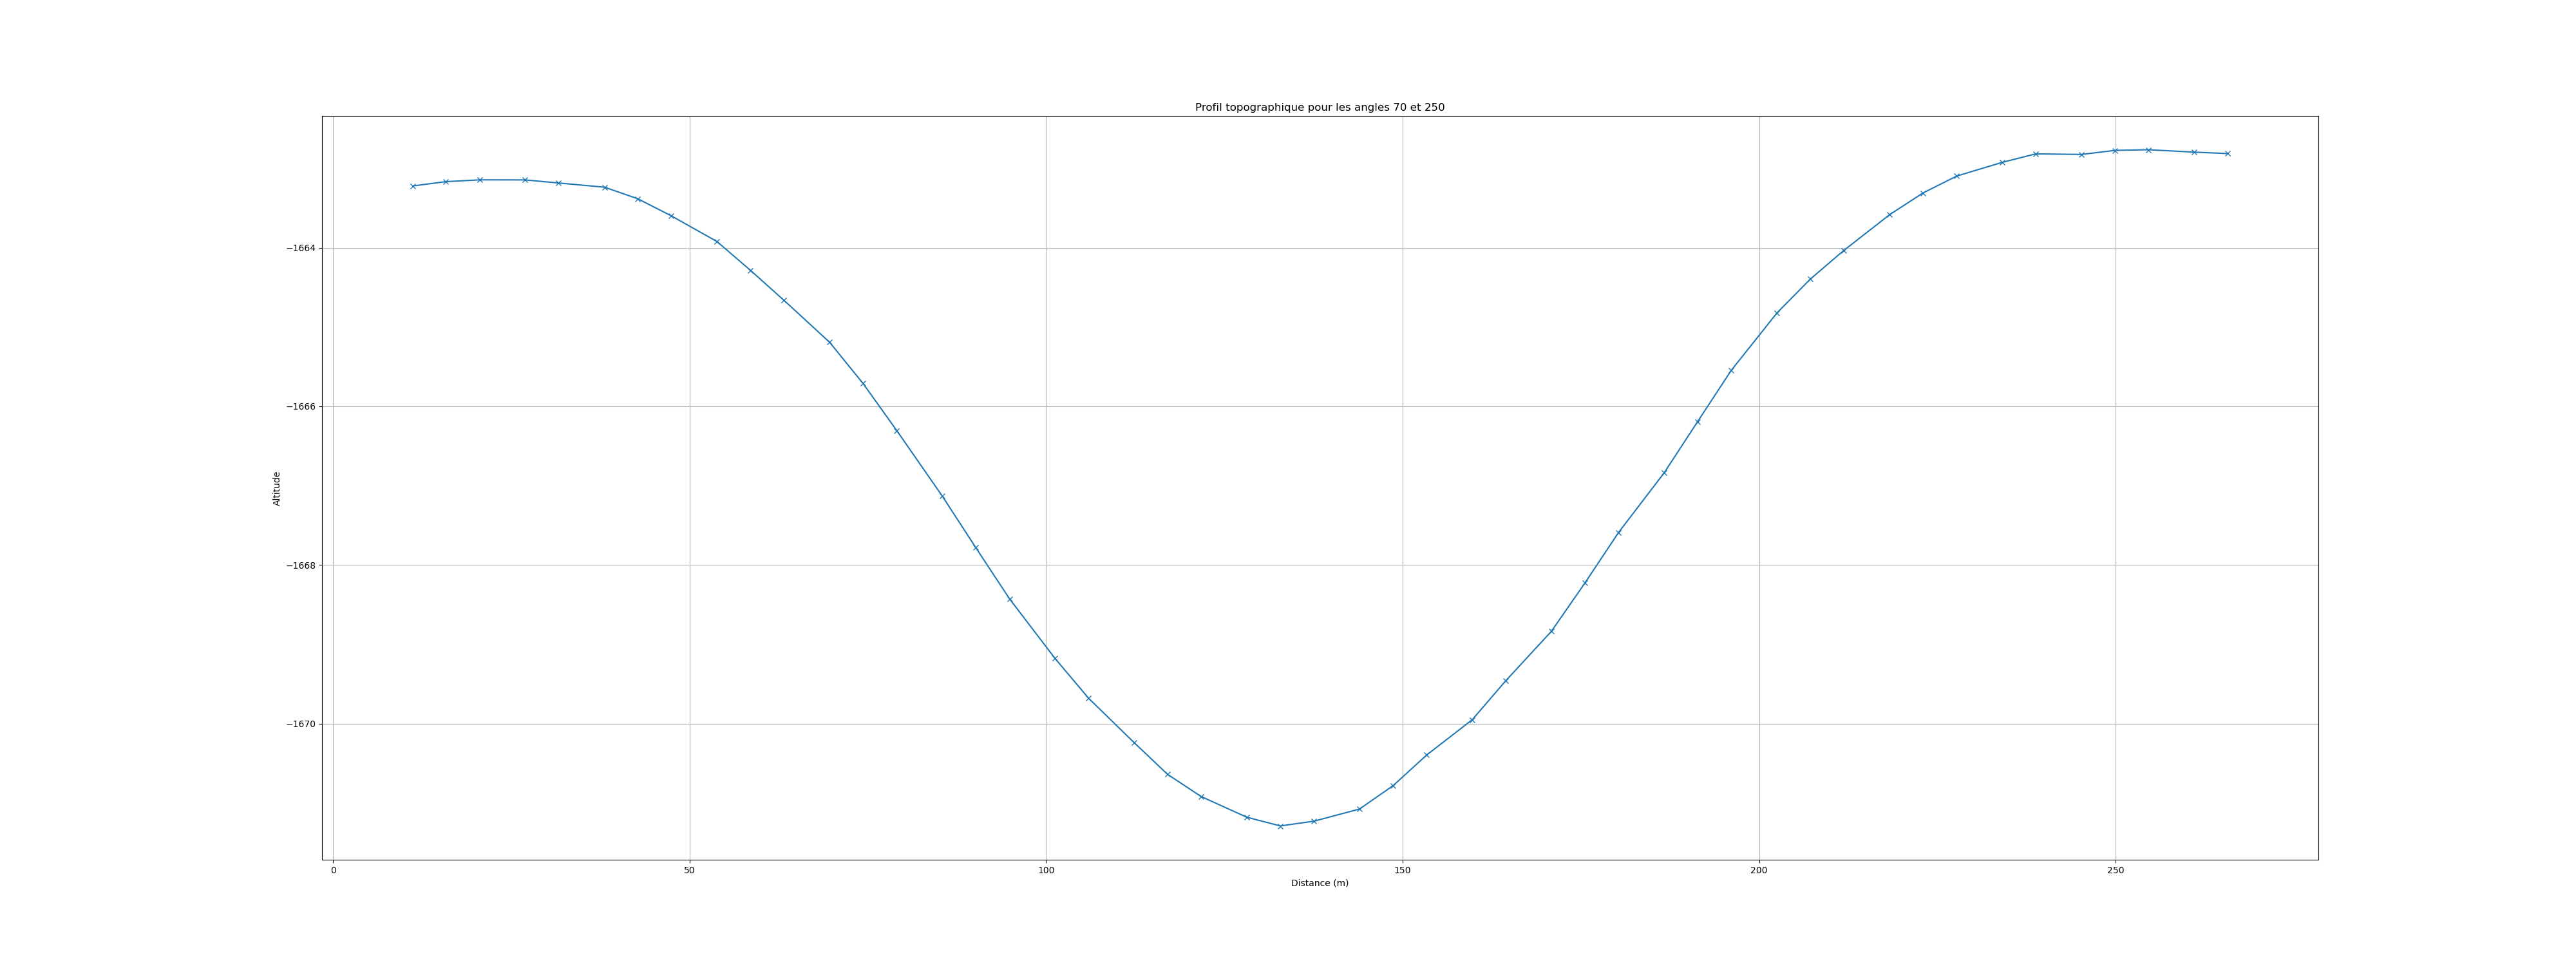 Profil topographique pour les angles 70 et 250
−1664
−1666
−1668
−1670
Altitude
0 50 100 150 200 250
Distance (m)